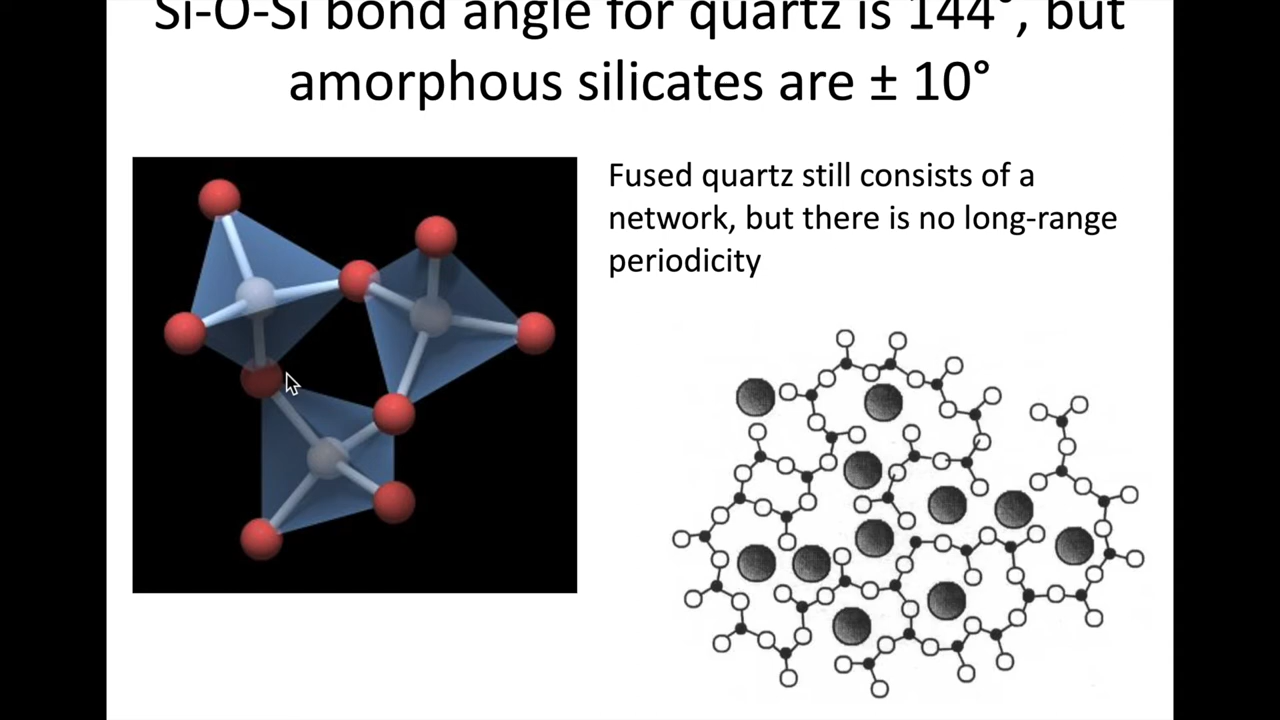 Si-O-Si bond angle for quartz is 144°, but
amorphous silicates are ± 10°
Fused quartz still consists of a
network, but there is no long-range
periodicity